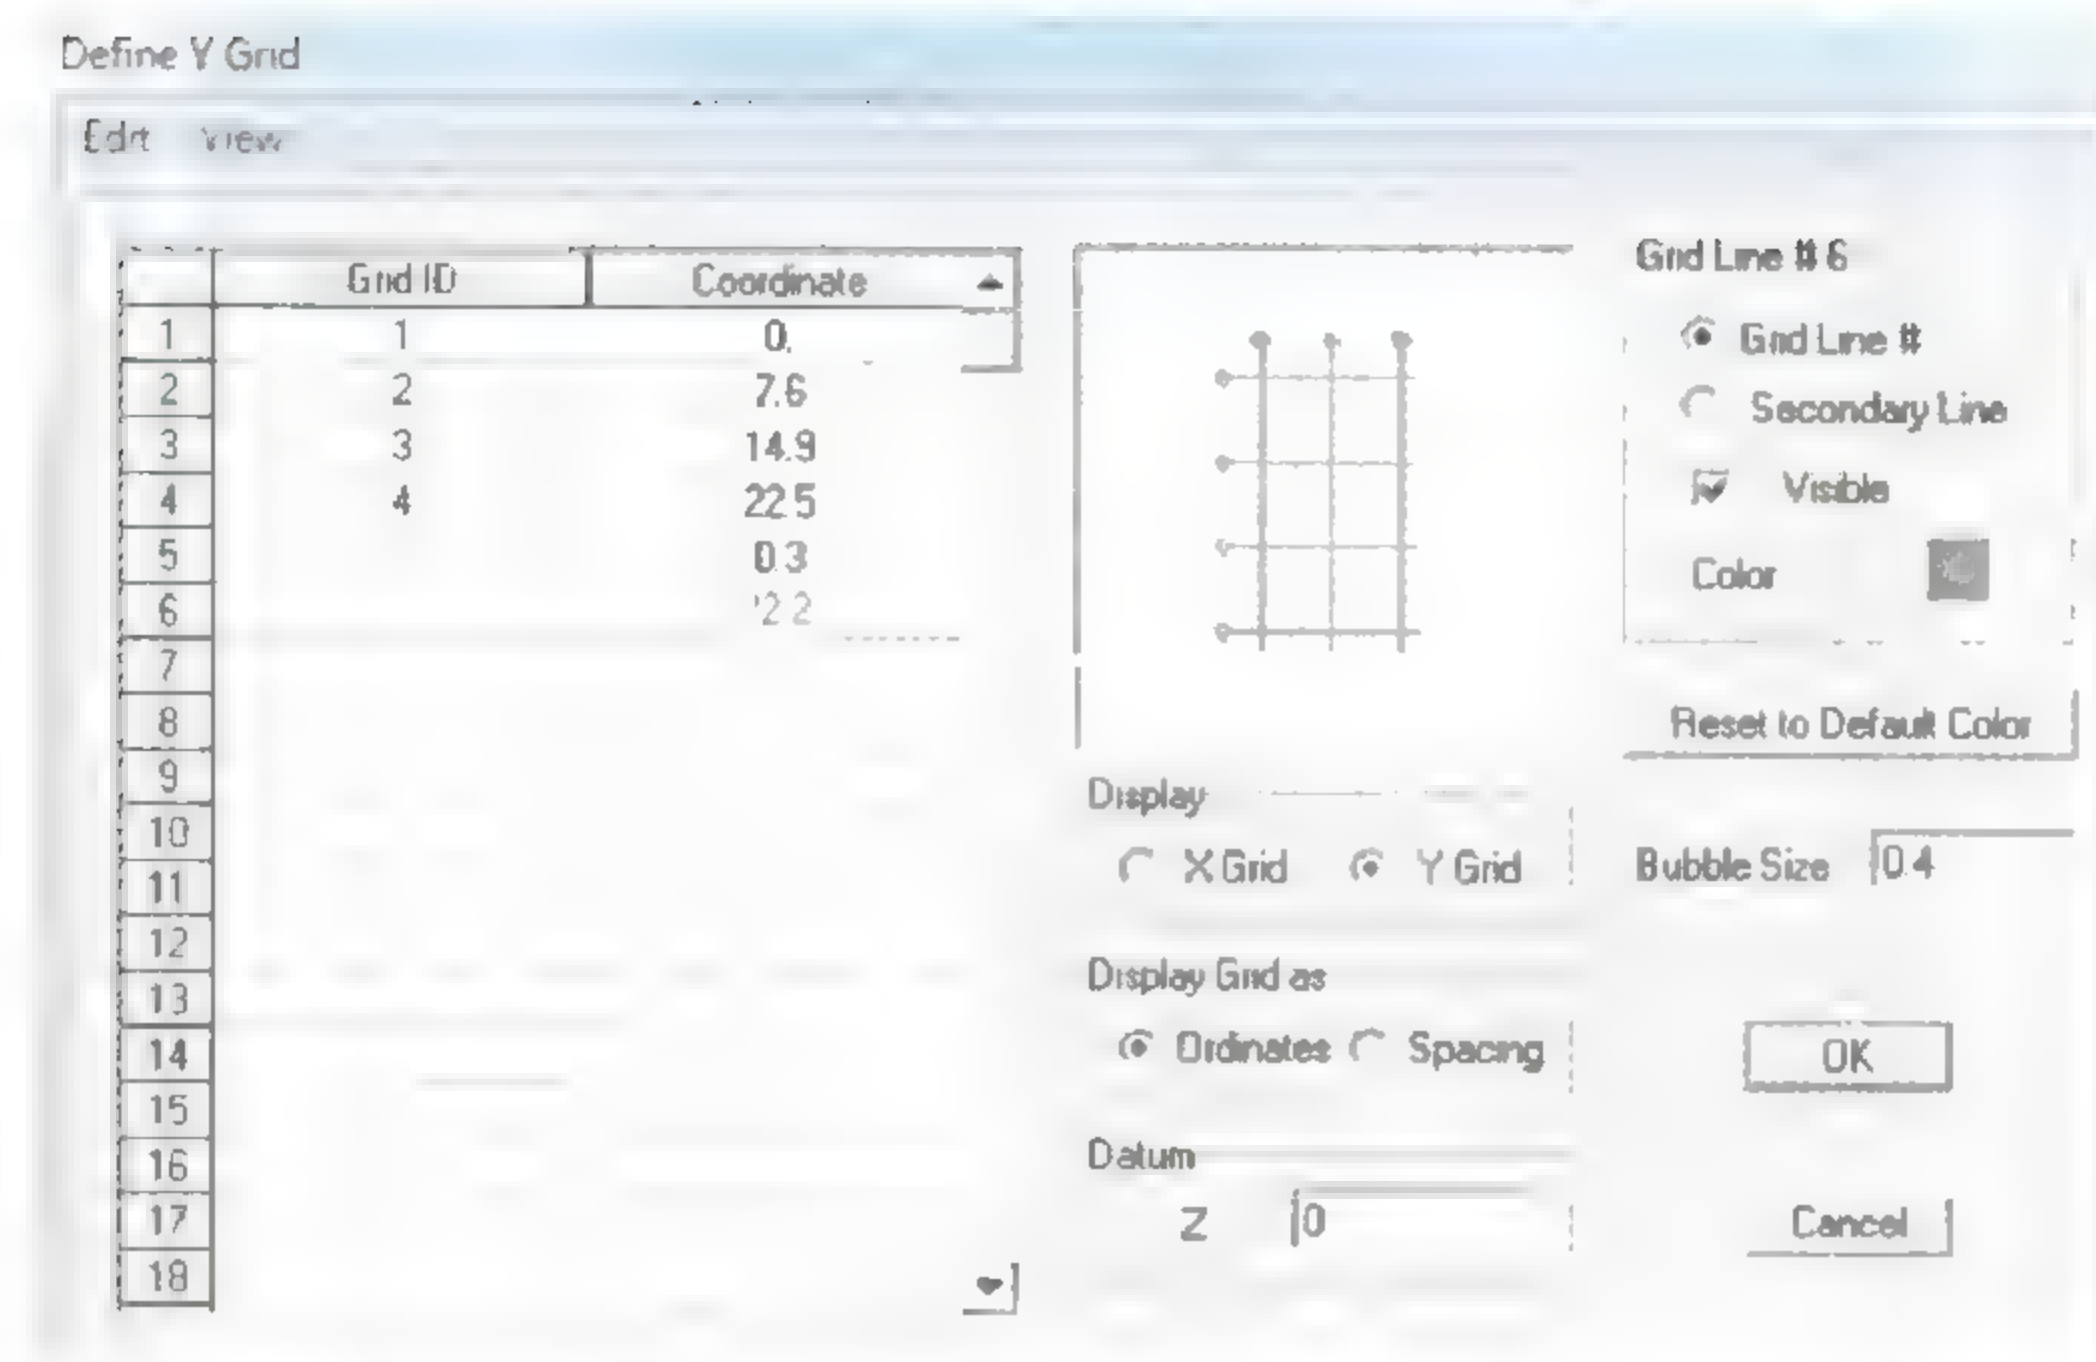 Define Y Grid
Edit View
Grid ID Coordinate
1 1 0.
2 2 7.6
3 3 14.9
4 4 22.5
5 0.3
6 22.2
7
8
9
10
11
12
13
14
15
16
17
18
Grid Line # 6
Grid Line #
Secondary Line
Visible
Color
Reset to Default Color
Display
X Grid Y Grid
Bubble Size 0.4
Display Grid as
Ordinates Spacing
OK
Datum
Z 0
Cancel